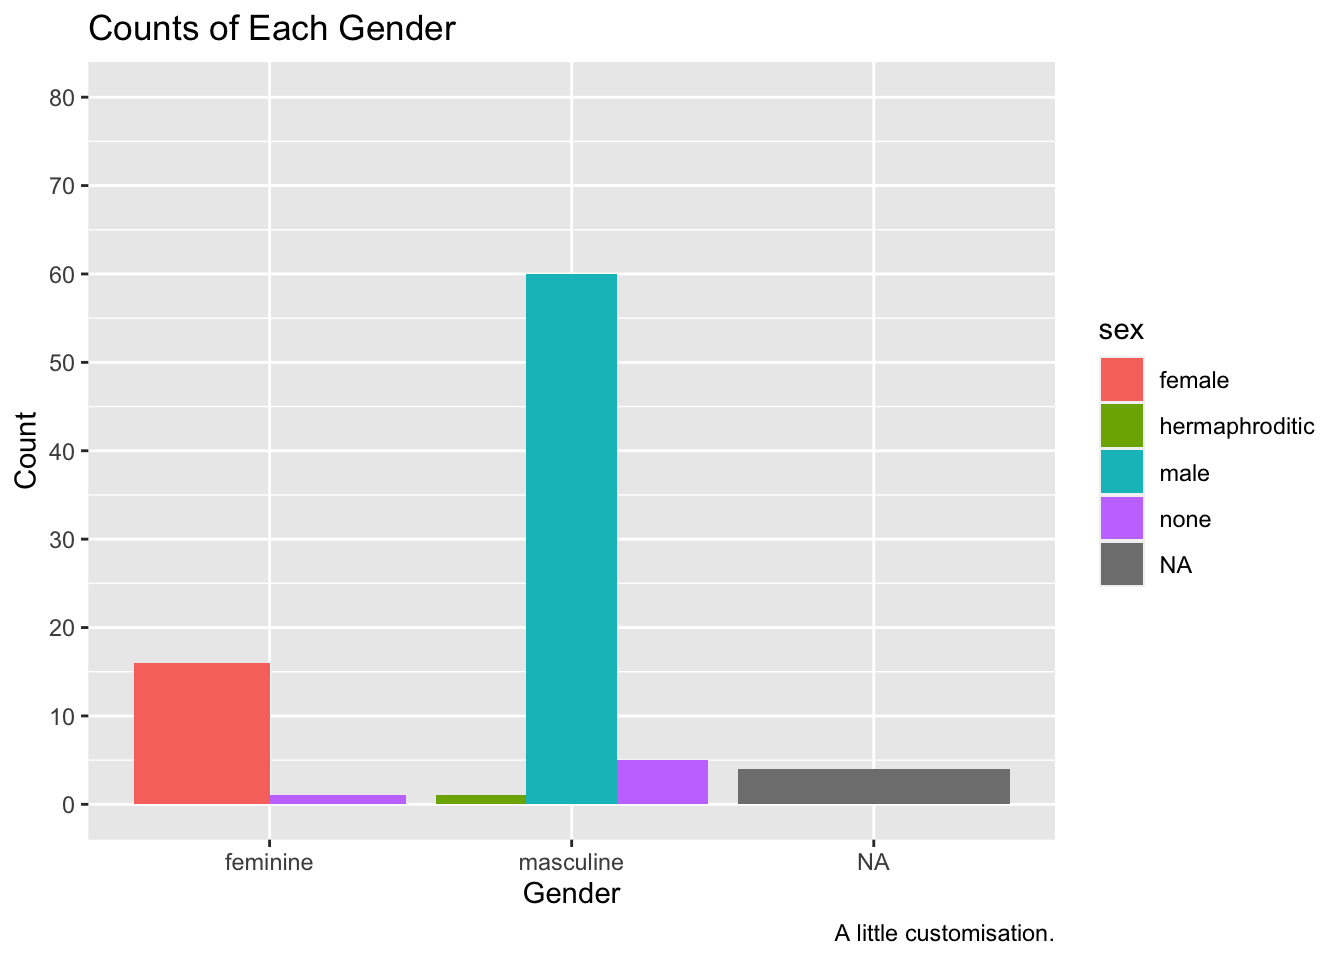 Counts of Each Gender
80
70
60
50
40
30
20
10
0
Count
feminine masculine NA
Gender
sex
female
hermaphroditic
male
none
NA
A little customisation.